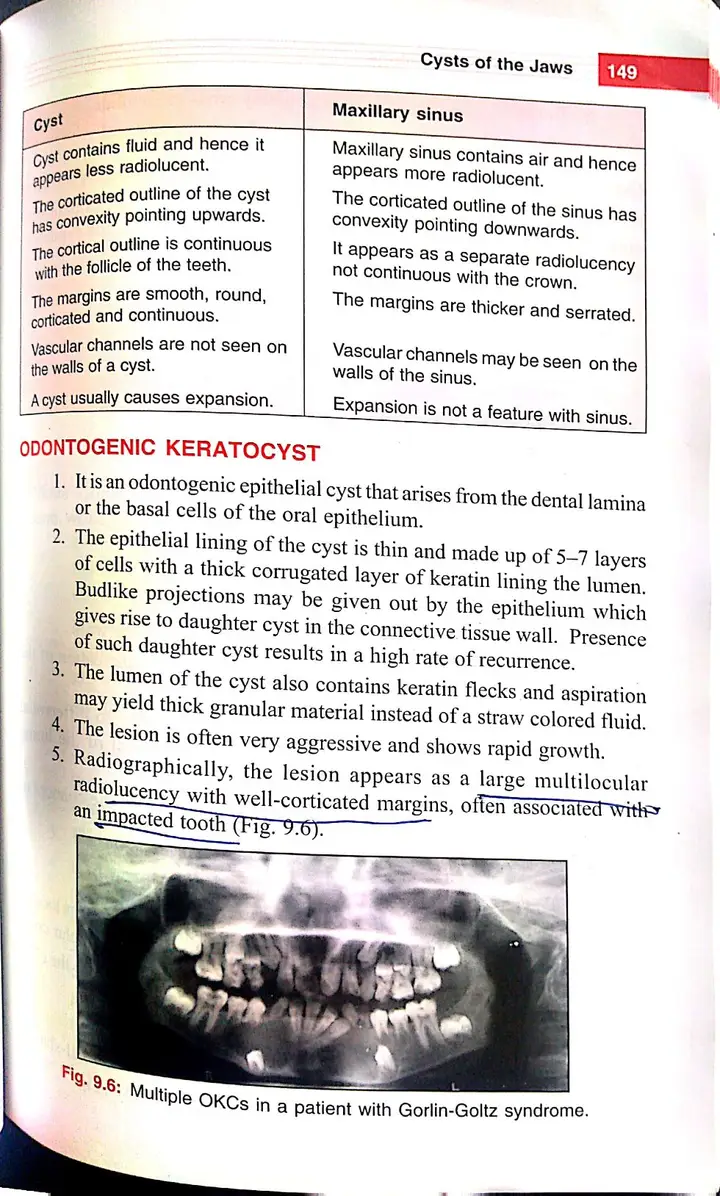 Cysts of the Jaws 149
Cyst
Maxillary sinus
Cyst contains fluid and hence it
appears less radiolucent.
Maxillary sinus contains air and hence
appears more radiolucent.
The corticated outline of the cyst
has convexity pointing upwards.
The corticated outline of the sinus has
convexity pointing downwards.
The cortical outline is continuous
with the follicle of the teeth.
It appears as a separate radiolucency
not continuous with the crown.
The margins are smooth, round,
corticated and continuous.
The margins are thicker and serrated.
Vascular channels are not seen on
the walls of a cyst.
Vascular channels may be seen on the
walls of the sinus.
A cyst usually causes expansion.
Expansion is not a feature with sinus.
ODONTOGENIC KERATOCYST
1. It is an odontogenic epithelial cyst that arises from the dental lamina
or the basal cells of the oral epithelium.
2. The epithelial lining of the cyst is thin and made up of 5–7 layers
of cells with a thick corrugated layer of keratin lining the lumen.
Budlike projections may be given out by the epithelium which
gives rise to daughter cyst in the connective tissue wall. Presence
of such daughter cyst results in a high rate of recurrence.
3. The lumen of the cyst also contains keratin flecks and aspiration
may yield thick granular material instead of a straw colored fluid.
4. The lesion is often very aggressive and shows rapid growth.
5. Radiographically, the lesion appears as a large multilocular
radiolucency with well-corticated margins, often associated with
an impacted tooth (Fig. 9.6).
L
Fig. 9.6: Multiple OKCs in a patient with Gorlin-Goltz syndrome.